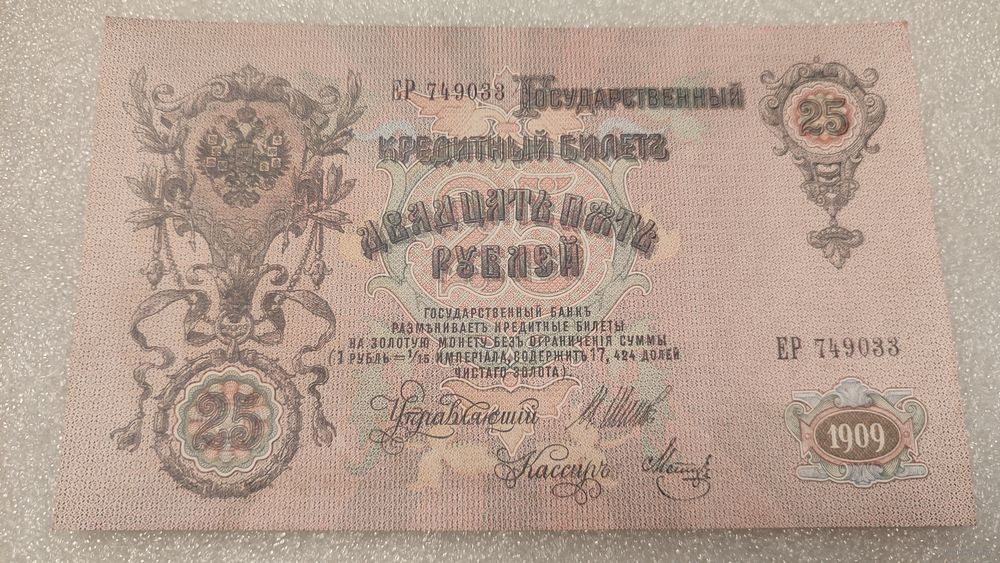 ЕР 749033 Государственный
25
Кредитный Билетъ
25
Двадцать пять
рублей
Государственный Банкъ
размѣниваетъ кредитные билеты
на золотую монету безъ ограниченія суммы
(1 рубль = 1/15 имперіала, содержитъ 17,424 долей
чистаго золота).
ЕР 749033
25
Управляющій
1909
Кассиръ